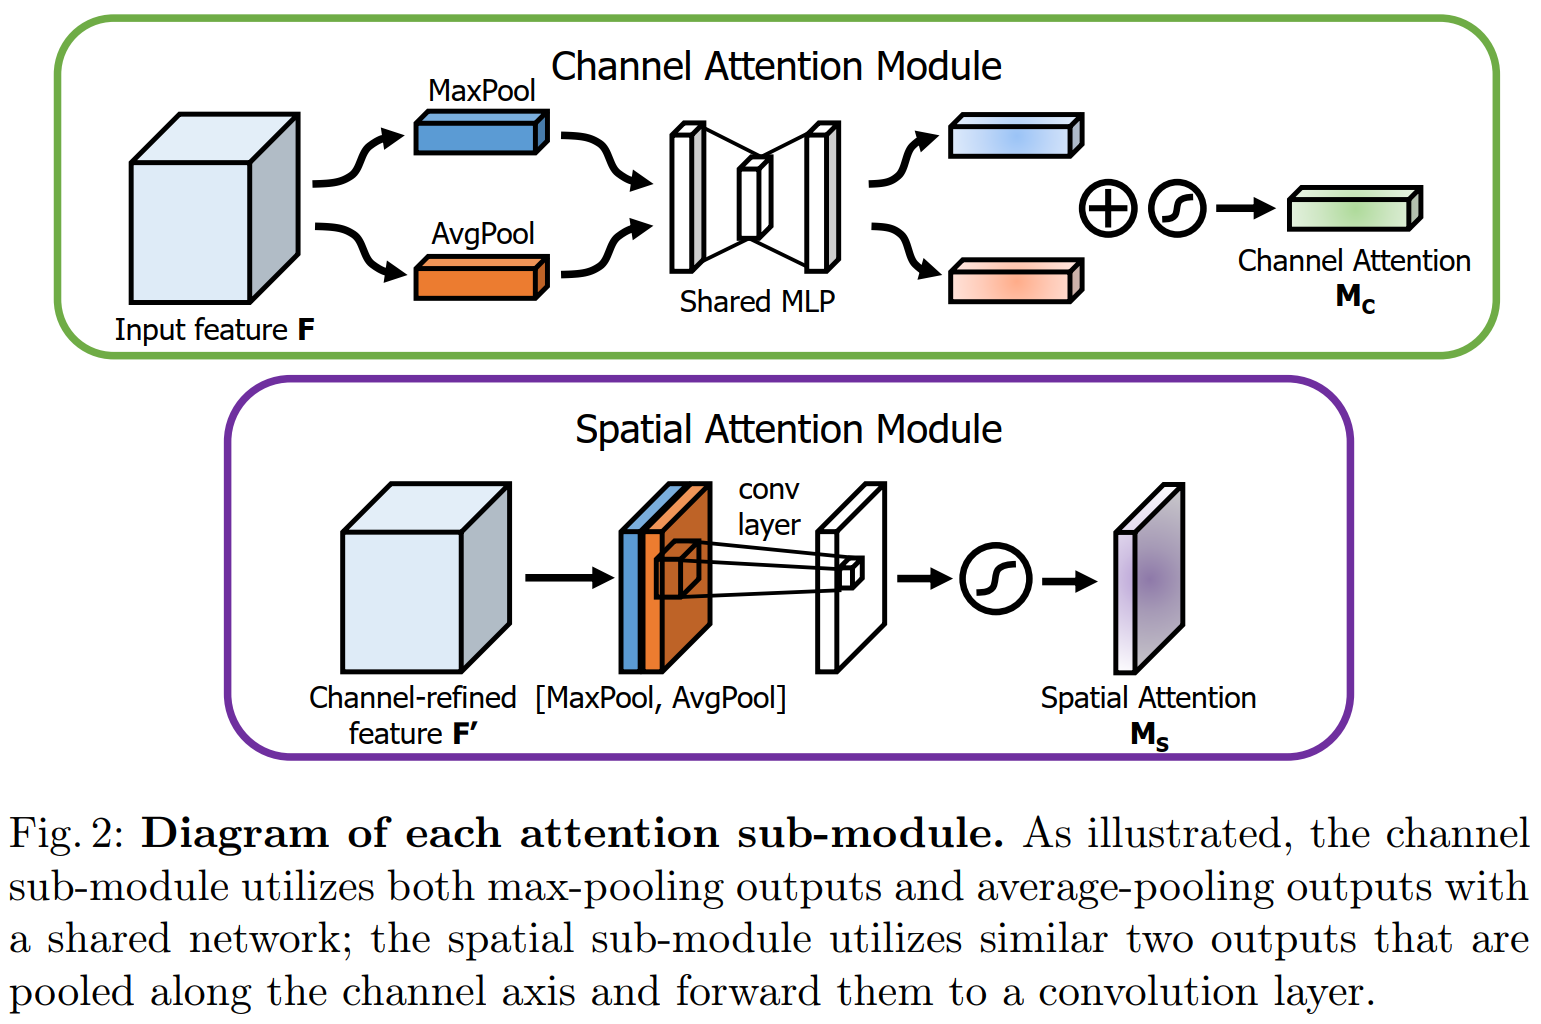 Channel Attention Module
MaxPool
AvgPool
Input feature F
Shared MLP
Channel Attention
M_C
Spatial Attention Module
conv
layer
Channel-refined
feature F’
[MaxPool, AvgPool]
Spatial Attention
M_S
Fig. 2: Diagram of each attention sub-module. As illustrated, the channel
sub-module utilizes both max-pooling outputs and average-pooling outputs with
a shared network; the spatial sub-module utilizes similar two outputs that are
pooled along the channel axis and forward them to a convolution layer.